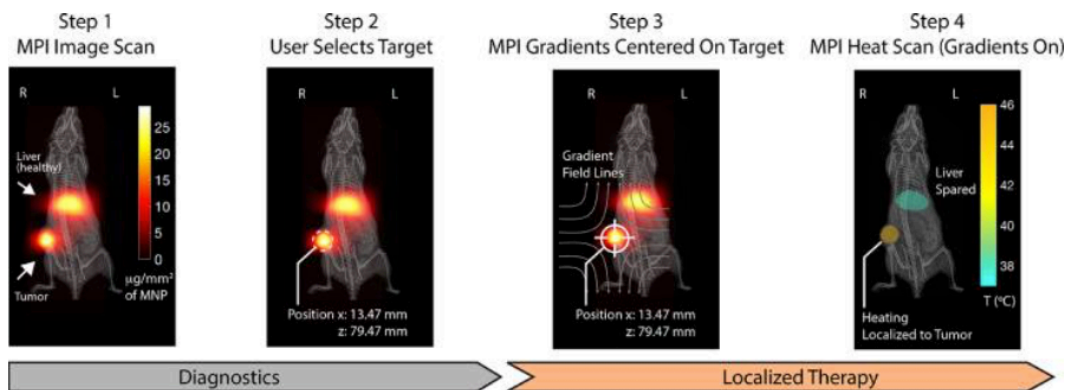 Step 1
MPI Image Scan
R
L
Liver
(healthy)
Tumor
25
20
15
10
5
0
µg/mm²
of MNP
Step 2
User Selects Target
R
L
Position x: 13.47 mm
z: 79.47 mm
Step 3
MPI Gradients Centered On Target
R
L
Gradient
Field Lines
Position x: 13.47 mm
z: 79.47 mm
Step 4
MPI Heat Scan (Gradients On)
R
L
Liver
Spared
Heating
Localized to Tumor
46
44
42
40
38
T (°C)
Diagnostics
Localized Therapy